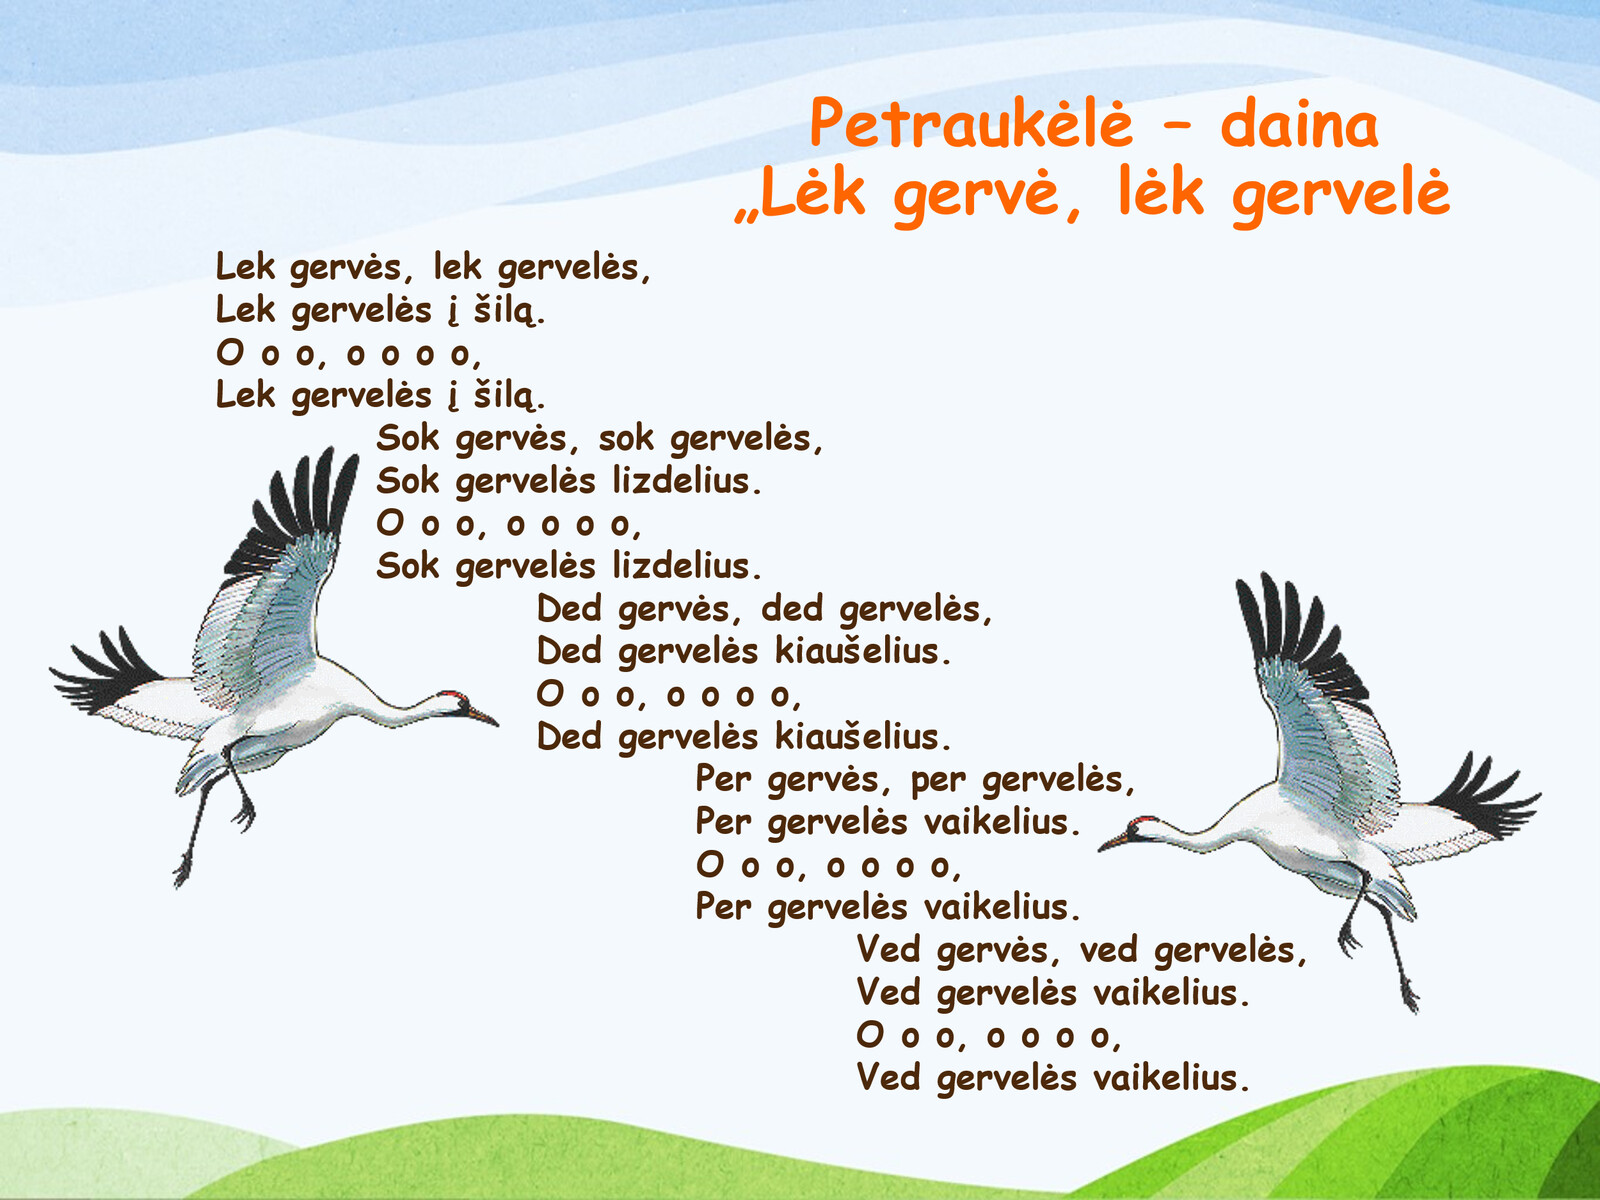 Petraukėlė – daina
„Lėk gervė, lėk gervelė
Lek gervės, lek gervelės,
Lek gervelės į šilą.
O o o, o o o o,
Lek gervelės į šilą.
Sok gervės, sok gervelės,
Sok gervelės lizdelius.
O o o, o o o o,
Sok gervelės lizdelius.
Ded gervės, ded gervelės,
Ded gervelės kiaušelius.
O o o, o o o o,
Ded gervelės kiaušelius.
Per gervės, per gervelės,
Per gervelės vaikelius.
O o o, o o o o,
Per gervelės vaikelius.
Ved gervės, ved gervelės,
Ved gervelės vaikelius.
O o o, o o o o,
Ved gervelės vaikelius.